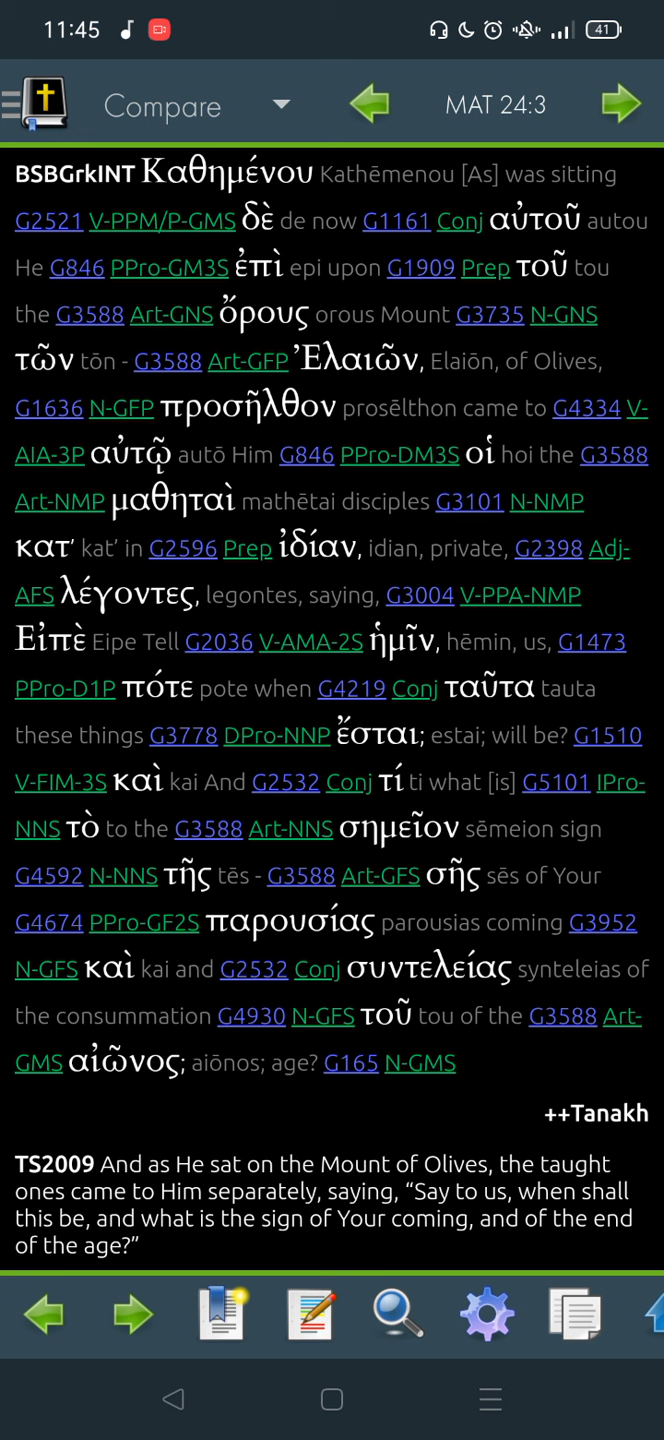 11:45 41
Compare MAT 24:3
BSBGrkINT Καθημένου Kathēmenou [As] was sitting
G2521 V-PPM/P-GMS δὲ de now G1161 Conj αὐτοῦ autou
He G846 PPro-GM3S ἐπὶ epi upon G1909 Prep τοῦ tou
the G3588 Art-GNS ὄρους orous Mount G3735 N-GNS
τῶν tōn - G3588 Art-GFP Ἐλαιῶν, Elaiōn, of Olives,
G1636 N-GFP προσῆλθον prosēlthon came to G4334 V-
AIA-3P αὐτῷ autō Him G846 PPro-DM3S οἱ hoi the G3588
Art-NMP μαθηταὶ mathētai disciples G3101 N-NMP
κατ’ kat’ in G2596 Prep ἰδίαν, idian, private, G2398 Adj-
AFS λέγοντες, legontes, saying, G3004 V-PPA-NMP
Εἰπὲ Eipe Tell G2036 V-AMA-2S ἡμῖν, hēmin, us, G1473
PPro-D1P πότε pote when G4219 Conj ταῦτα tauta
these things G3778 DPro-NNP ἔσται; estai; will be? G1510
V-FIM-3S καὶ kai And G2532 Conj τί ti what [is] G5101 IPro-
NNS τὸ to the G3588 Art-NNS σημεῖον sēmeion sign
G4592 N-NNS τῆς tēs - G3588 Art-GFS σῆς sēs of Your
G4674 PPro-GF2S παρουσίας parousias coming G3952
N-GFS καὶ kai and G2532 Conj συντελείας synteleias of
the consummation G4930 N-GFS τοῦ tou of the G3588 Art-
GMS αἰῶνος; aiōnos; age? G165 N-GMS
++Tanakh
TS2009 And as He sat on the Mount of Olives, the taught
ones came to Him separately, saying, “Say to us, when shall
this be, and what is the sign of Your coming, and of the end
of the age?”